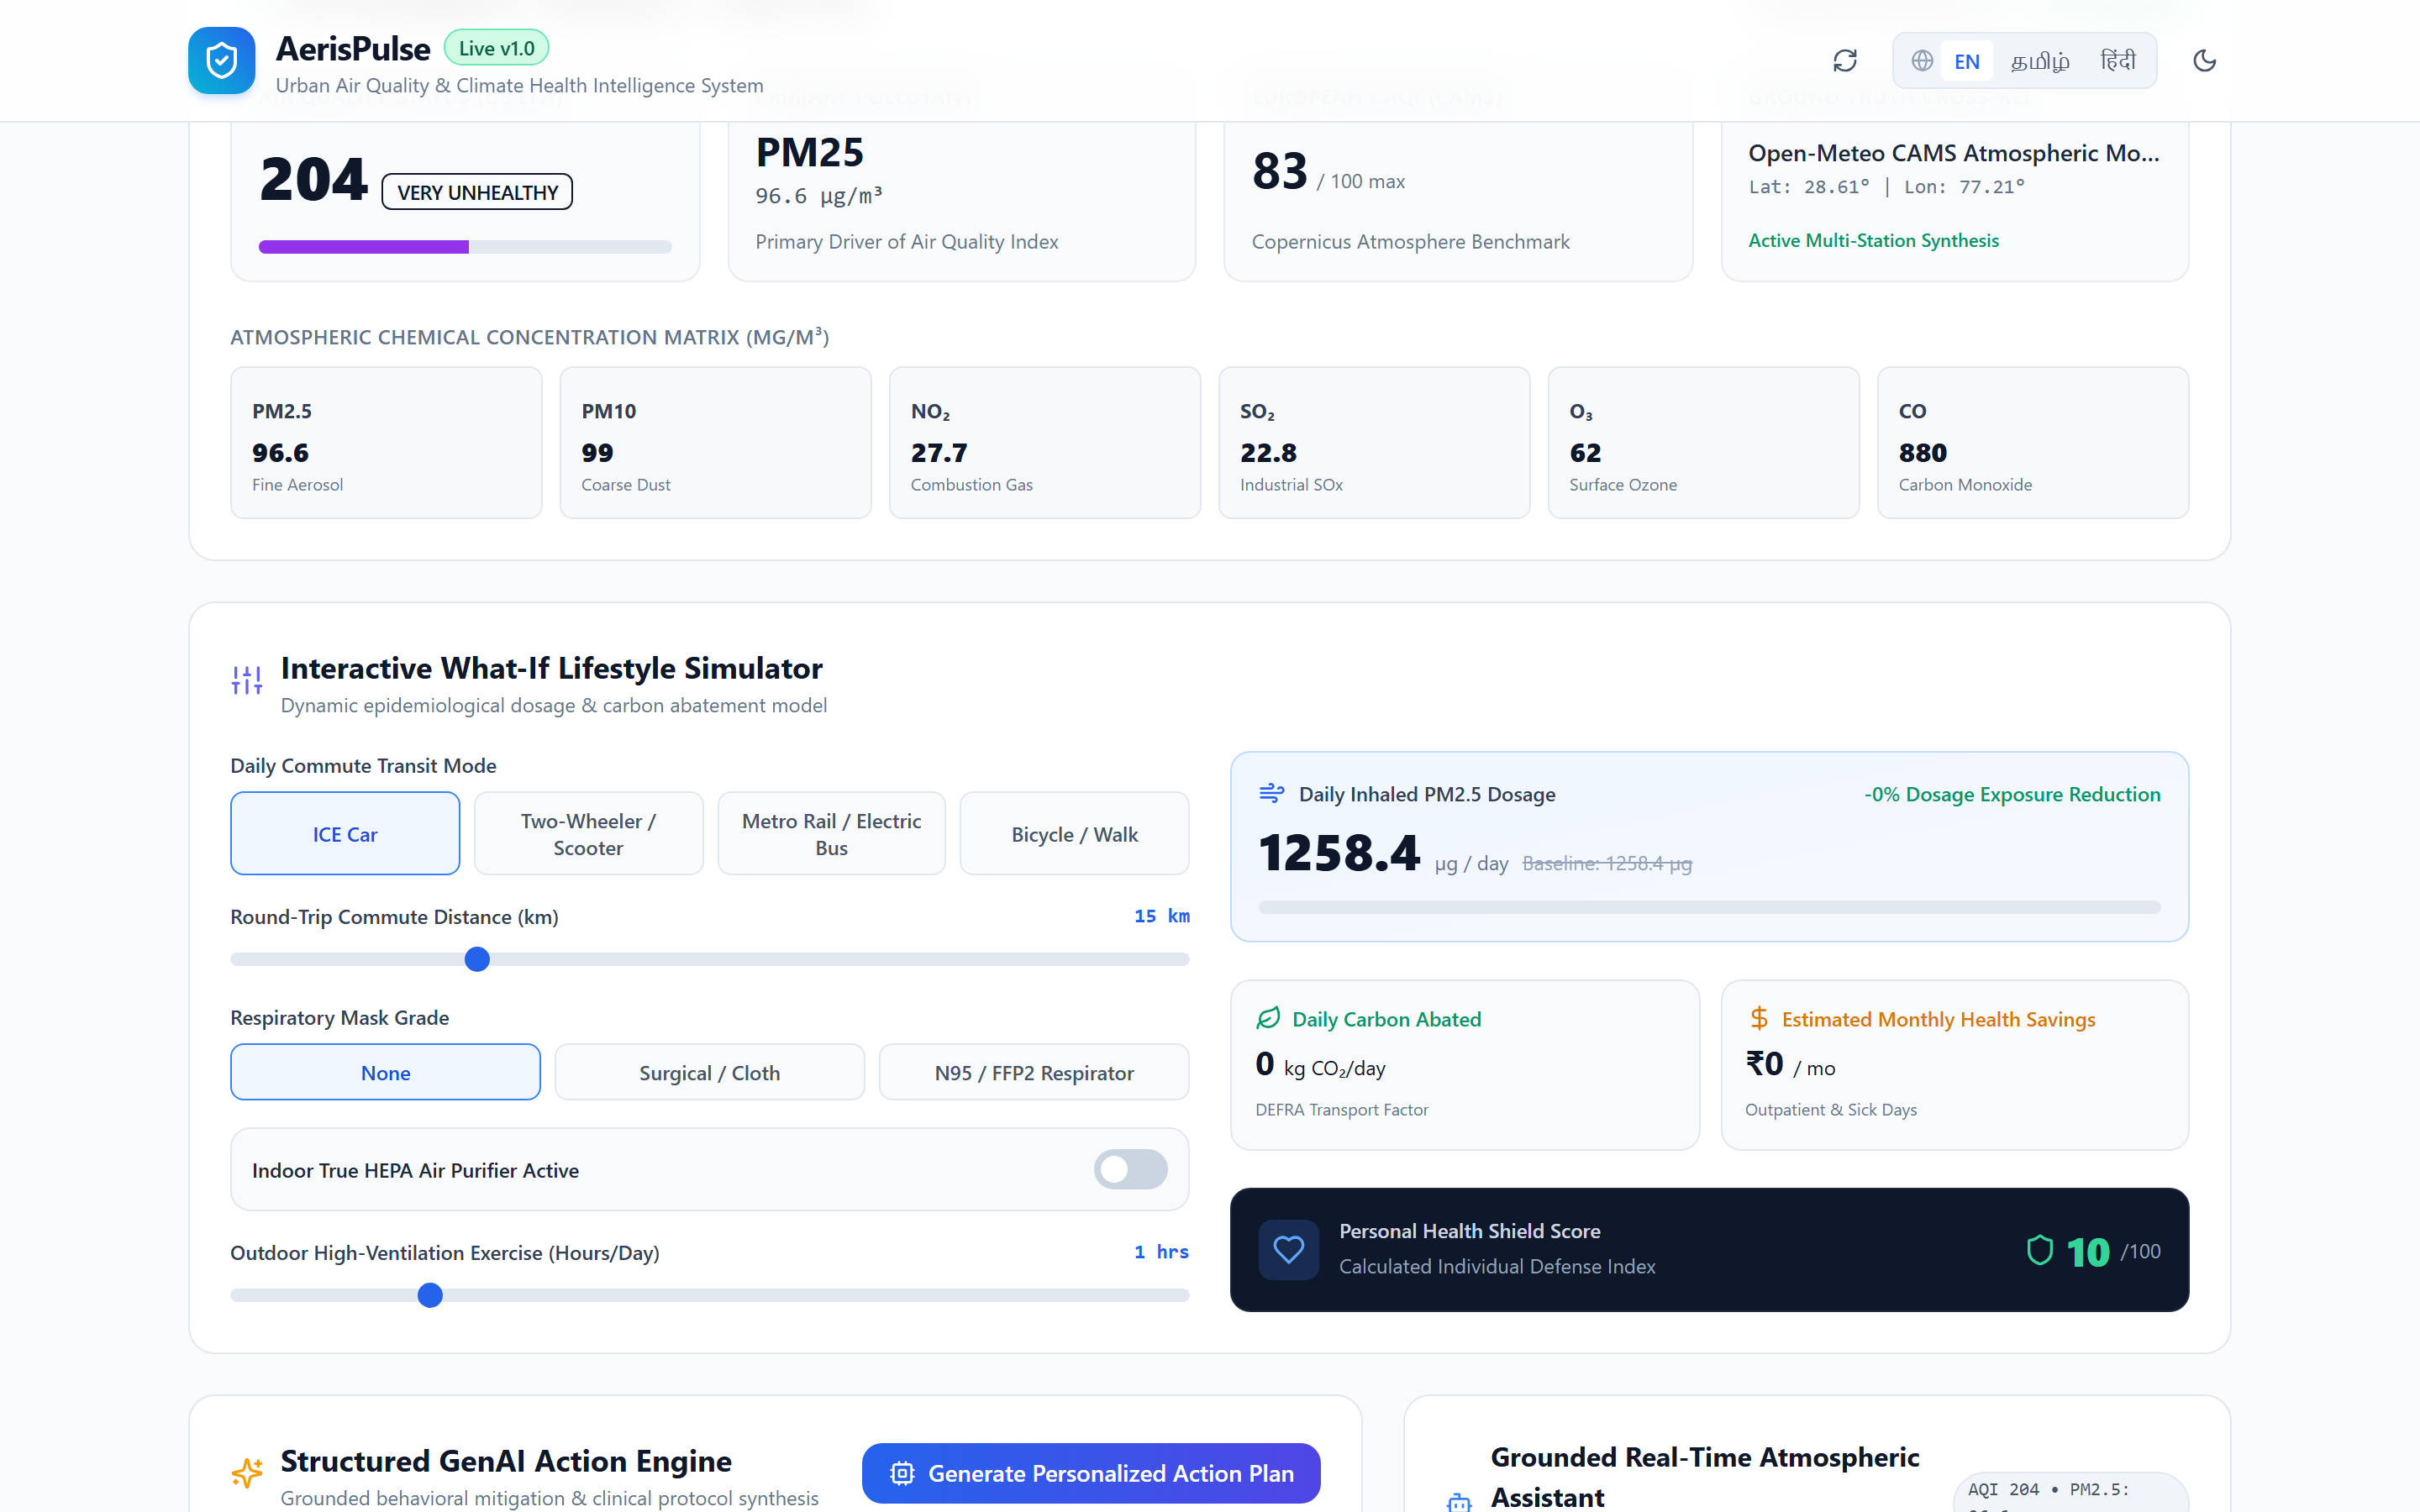 AerisPulse
Live v1.0
Urban Air Quality & Climate Health Intelligence System
EN
தமிழ்
हिंदी
AIR QUALITY STATUS (US EPA)
PRIMARY POLLUTANT
EUROPEAN CAQI (CAMS)
204 VERY UNHEALTHY
PM25
96.6 µg/m³
Primary Driver of Air Quality Index
83 / 100 max
Copernicus Atmosphere Benchmark
Open-Meteo CAMS Atmospheric Mo...
Lat: 28.61° | Lon: 77.21°
Active Multi-Station Synthesis
ATMOSPHERIC CHEMICAL CONCENTRATION MATRIX (MG/M³)
PM2.5
96.6
Fine Aerosol
PM10
99
Coarse Dust
NO₂
27.7
Combustion Gas
SO₂
22.8
Industrial SOx
O₃
62
Surface Ozone
CO
880
Carbon Monoxide
Interactive What-If Lifestyle Simulator
Dynamic epidemiological dosage & carbon abatement model
Daily Commute Transit Mode
ICE Car
Two-Wheeler /
Scooter
Metro Rail / Electric
Bus
Bicycle / Walk
Round-Trip Commute Distance (km)
15 km
Respiratory Mask Grade
None
Surgical / Cloth
N95 / FFP2 Respirator
Indoor True HEPA Air Purifier Active
Outdoor High-Ventilation Exercise (Hours/Day)
1 hrs
Daily Inhaled PM2.5 Dosage
-0% Dosage Exposure Reduction
1258.4 µg / day Baseline: 1258.4 µg
Daily Carbon Abated
0 kg CO₂/day
DEFRA Transport Factor
Estimated Monthly Health Savings
₹0 / mo
Outpatient & Sick Days
Personal Health Shield Score
Calculated Individual Defense Index
10 /100
Structured GenAI Action Engine
Grounded behavioral mitigation & clinical protocol synthesis
Generate Personalized Action Plan
Grounded Real-Time Atmospheric
Assistant
AQI 204 • PM2.5: